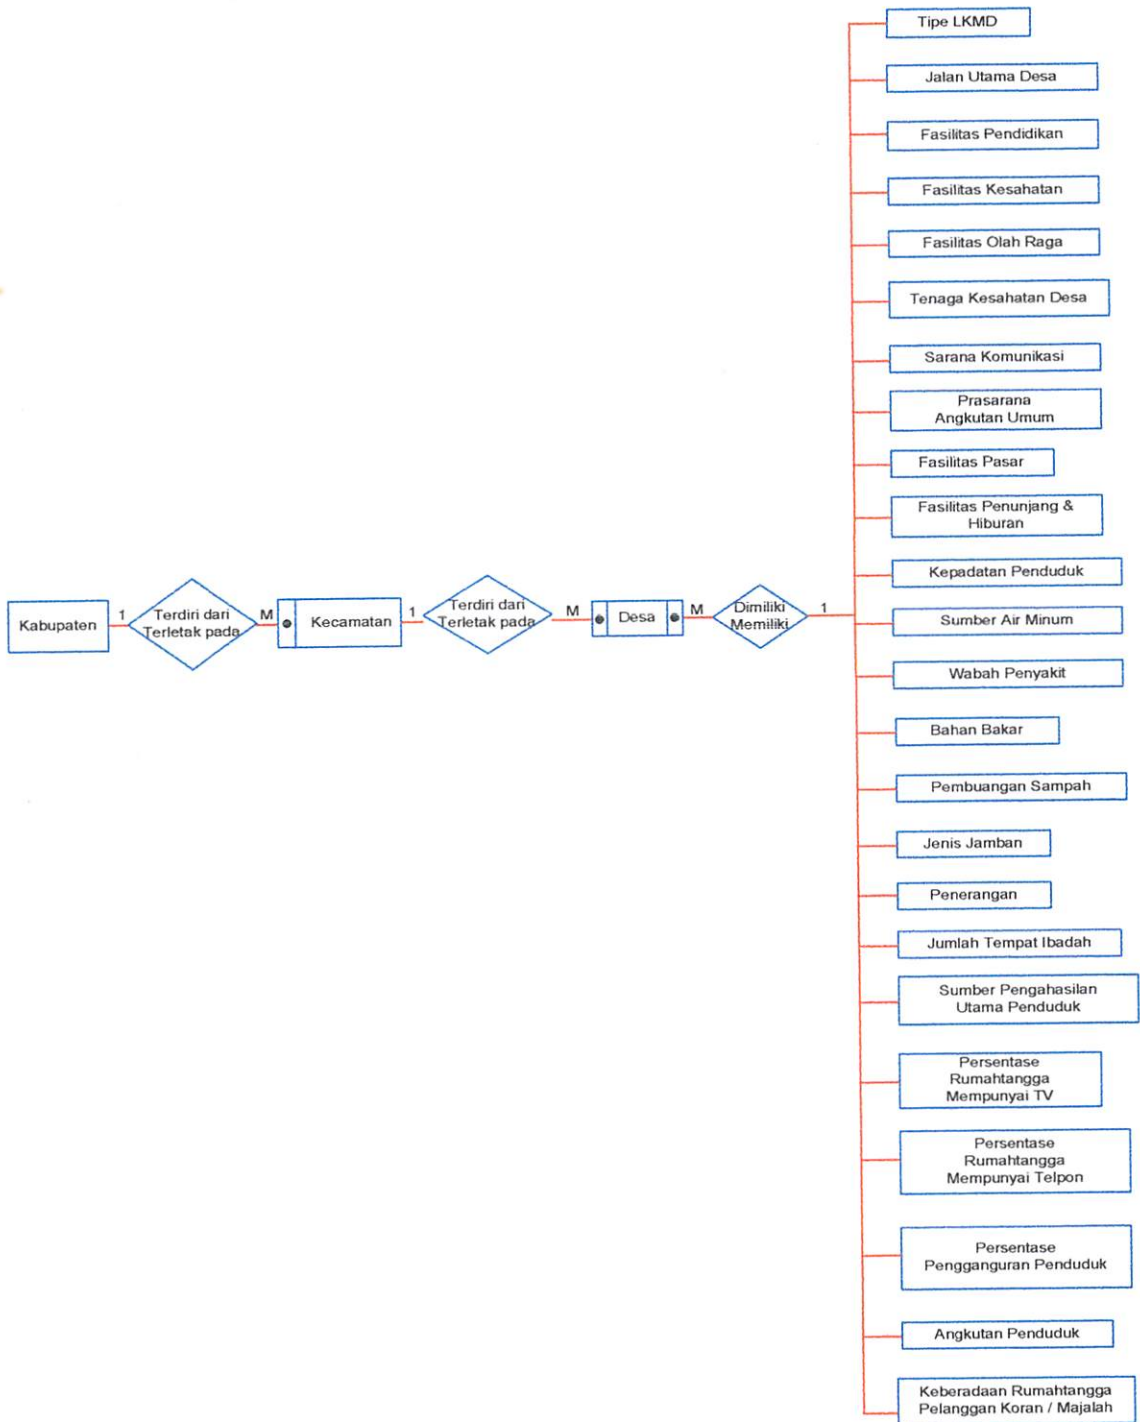 Tipe LKMD
Jalan Utama Desa
Fasilitas Pendidikan
Fasilitas Kesahatan
Fasilitas Olah Raga
Tenaga Kesahatan Desa
Sarana Komunikasi
Prasarana
Angkutan Umum
Fasilitas Pasar
Fasilitas Penunjang &
Hiburan
Kepadatan Penduduk
Kabupaten
1
Terdiri dari
Terletak pada
M
Kecamatan
1
Terdiri dari
Terletak pada
M
Desa
M
Dimiliki
Memiliki
1
Sumber Air Minum
Wabah Penyakit
Bahan Bakar
Pembuangan Sampah
Jenis Jamban
Penerangan
Jumlah Tempat Ibadah
Sumber Pengahasilan
Utama Penduduk
Persentase
Rumahtangga
Mempunyai TV
Persentase
Rumahtangga
Mempunyai Telpon
Persentase
Pengganguran Penduduk
Angkutan Penduduk
Keberadaan Rumahtangga
Pelanggan Koran / Majalah